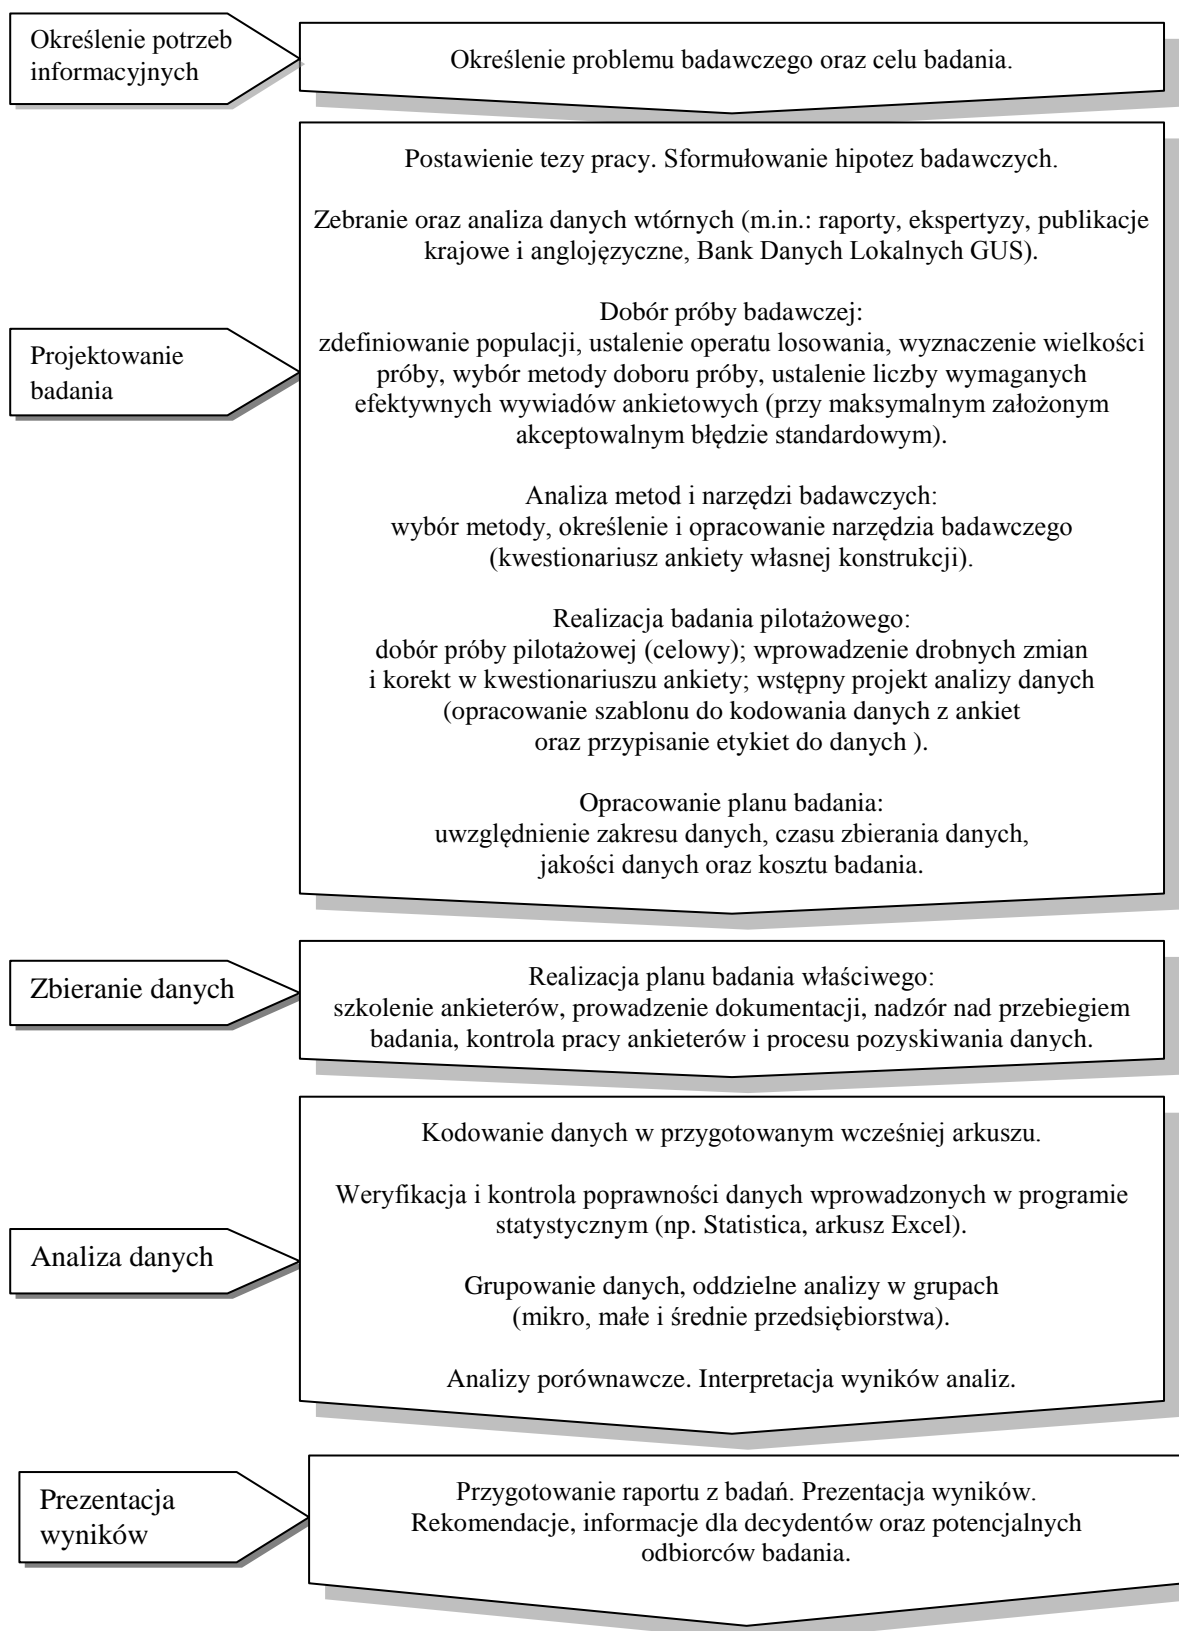 Określenie potrzeb
informacyjnych
Określenie problemu badawczego oraz celu badania.
Projektowanie
badania
Postawienie tezy pracy. Sformułowanie hipotez badawczych.
Zebranie oraz analiza danych wtórnych (m.in.: raporty, ekspertyzy, publikacje
krajowe i anglojęzyczne, Bank Danych Lokalnych GUS).
Dobór próby badawczej:
zdefiniowanie populacji, ustalenie operatu losowania, wyznaczenie wielkości
próby, wybór metody doboru próby, ustalenie liczby wymaganych
efektywnych wywiadów ankietowych (przy maksymalnym założonym
akceptowalnym błędzie standardowym).
Analiza metod i narzędzi badawczych:
wybór metody, określenie i opracowanie narzędzia badawczego
(kwestionariusz ankiety własnej konstrukcji).
Realizacja badania pilotażowego:
dobór próby pilotażowej (celowy); wprowadzenie drobnych zmian
i korekt w kwestionariuszu ankiety; wstępny projekt analizy danych
(opracowanie szablonu do kodowania danych z ankiet
oraz przypisanie etykiet do danych ).
Opracowanie planu badania:
uwzględnienie zakresu danych, czasu zbierania danych,
jakości danych oraz kosztu badania.
Zbieranie danych
Realizacja planu badania właściwego:
szkolenie ankieterów, prowadzenie dokumentacji, nadzór nad przebiegiem
badania, kontrola pracy ankieterów i procesu pozyskiwania danych.
Analiza danych
Kodowanie danych w przygotowanym wcześniej arkuszu.
Weryfikacja i kontrola poprawności danych wprowadzonych w programie
statystycznym (np. Statistica, arkusz Excel).
Grupowanie danych, oddzielne analizy w grupach
(mikro, małe i średnie przedsiębiorstwa).
Analizy porównawcze. Interpretacja wyników analiz.
Prezentacja
wyników
Przygotowanie raportu z badań. Prezentacja wyników.
Rekomendacje, informacje dla decydentów oraz potencjalnych
odbiorców badania.